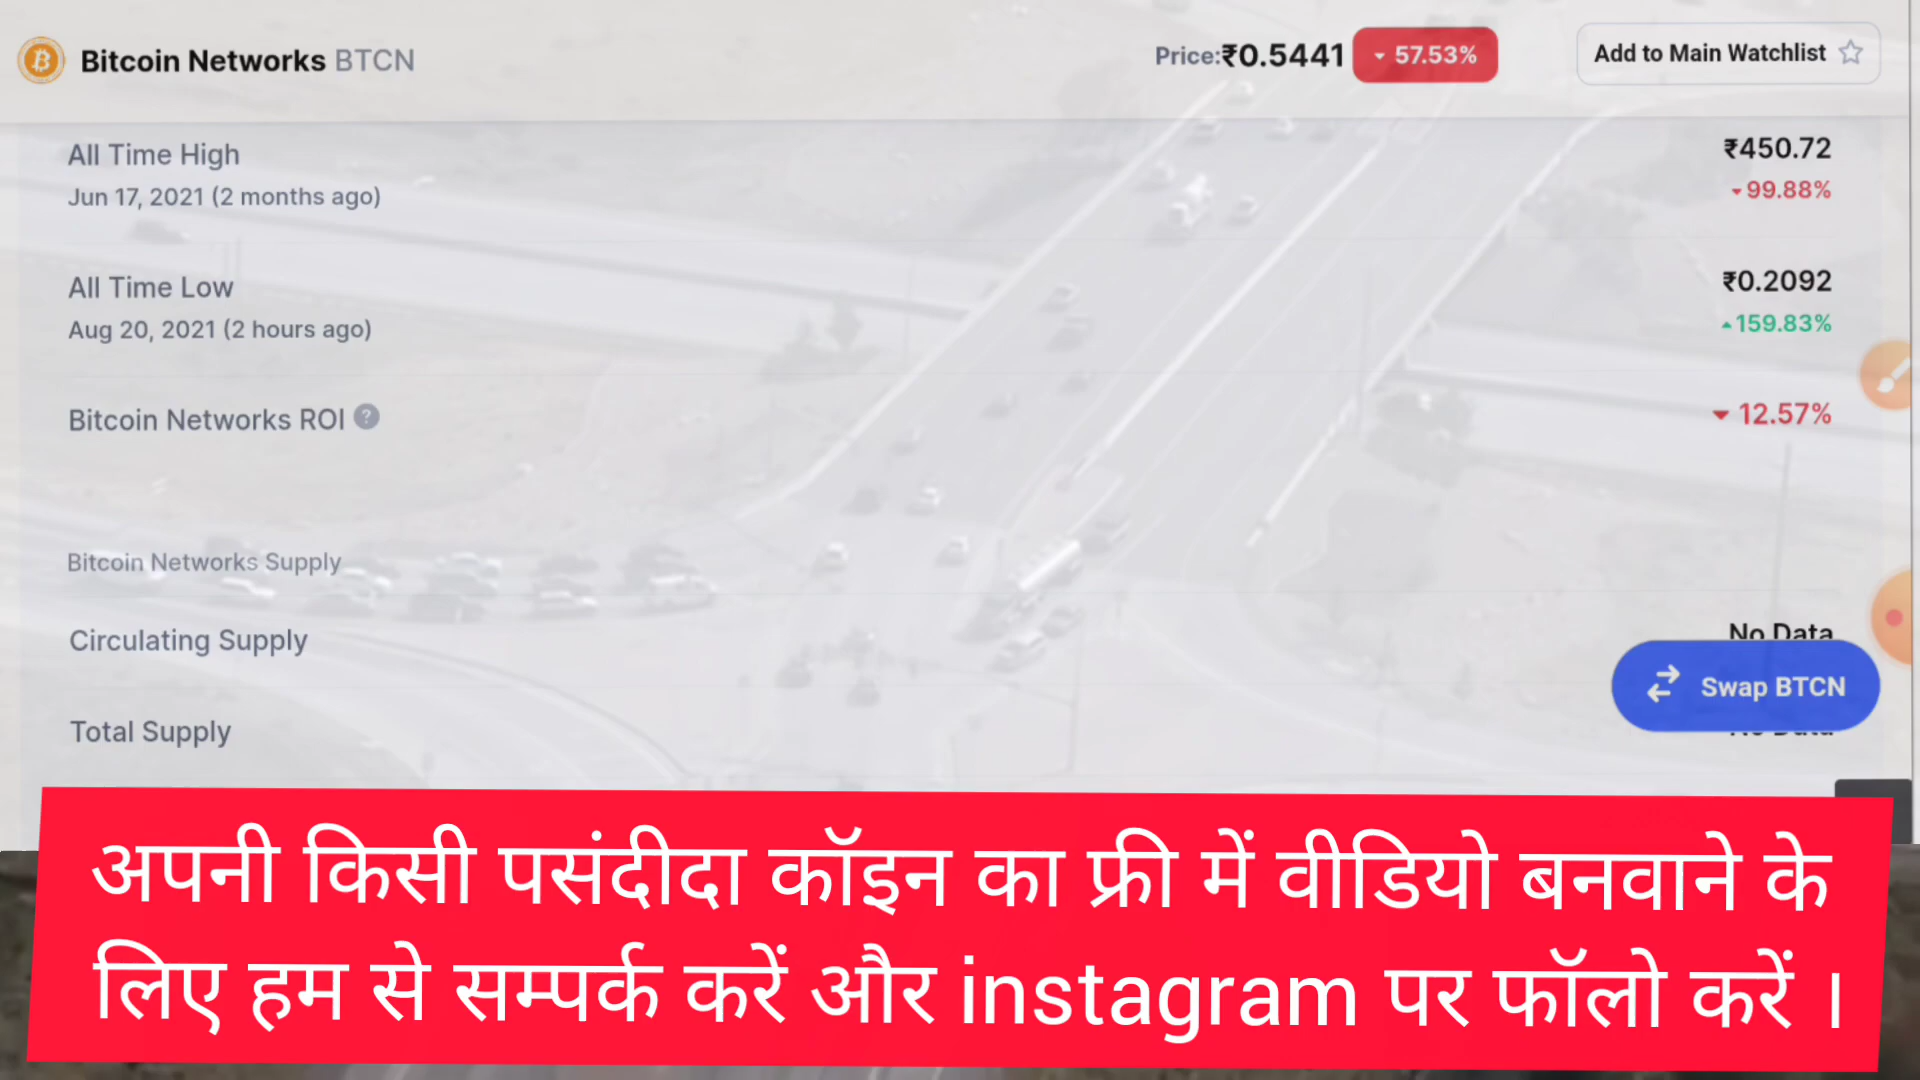 Bitcoin Networks BTCN
Price:₹0.5441 57.53%
Add to Main Watchlist
All Time High
₹450.72
Jun 17, 2021 (2 months ago)
99.88%
All Time Low
₹0.2092
Aug 20, 2021 (2 hours ago)
159.83%
Bitcoin Networks ROI ?
12.57%
Bitcoin Networks Supply
Circulating Supply
No Data
Swap BTCN
Total Supply
No Data
अपनी किसी पसंदीदा कॉइन का फ्री में वीडियो बनवाने के
लिए हम से सम्पर्क करें और instagram पर फॉलो करें ।